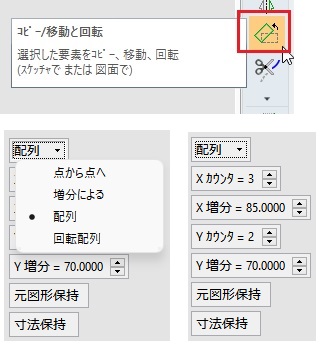 ｺﾋﾟｰ/移動と回転
選択した要素をｺﾋﾟｰ、移動、回転
(ｽｹｯﾁで または 図面で)
配列
点から点へ
増分による
配列
回転配列
Y 増分 = 70.0000
元図形保持
寸法保持
配列
X ｶｳﾝﾀ = 3
X 増分 = 85.0000
Y ｶｳﾝﾀ = 2
Y 増分 = 70.0000
元図形保持
寸法保持